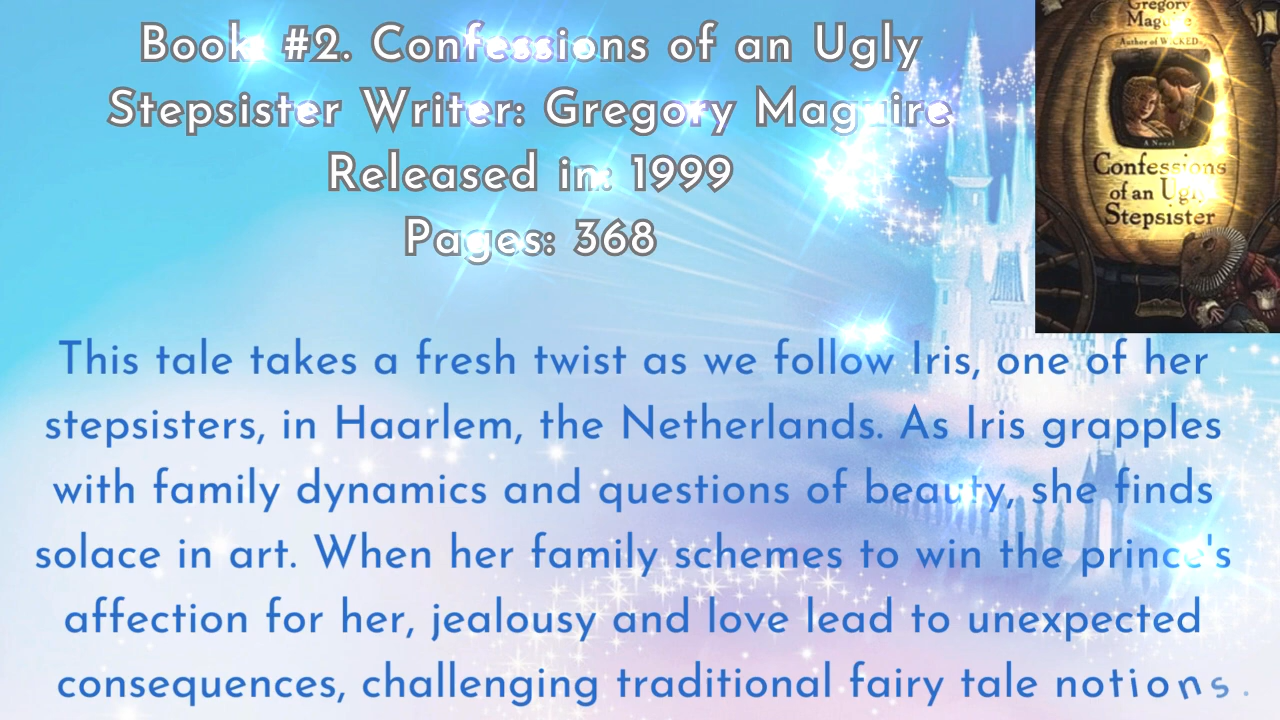 Book: #2. Confessions of an Ugly
Stepsister Writer: Gregory Maguire
Released in: 1999
Pages: 368
Gregory
Maguire
Author of WICKED
A Novel
Confessions
of an Ugly
Stepsister
This tale takes a fresh twist as we follow Iris, one of her
stepsisters, in Haarlem, the Netherlands. As Iris grapples
with family dynamics and questions of beauty, she finds
solace in art. When her family schemes to win the prince's
affection for her, jealousy and love lead to unexpected
consequences, challenging traditional fairy tale notions.